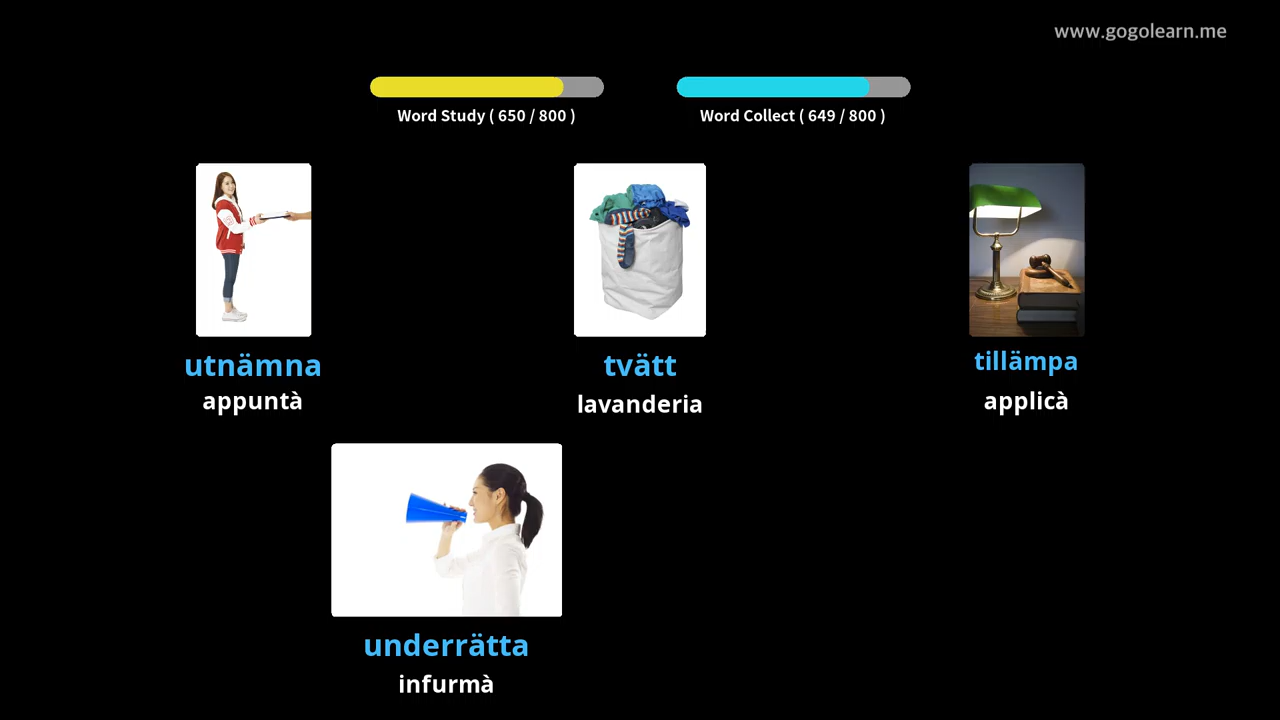 www.gogolearn.me
Word Study ( 650 / 800 )
Word Collect ( 649 / 800 )
utnämna
appuntà
tvätt
lavanderia
tillämpa
applicà
underrätta
infurmà